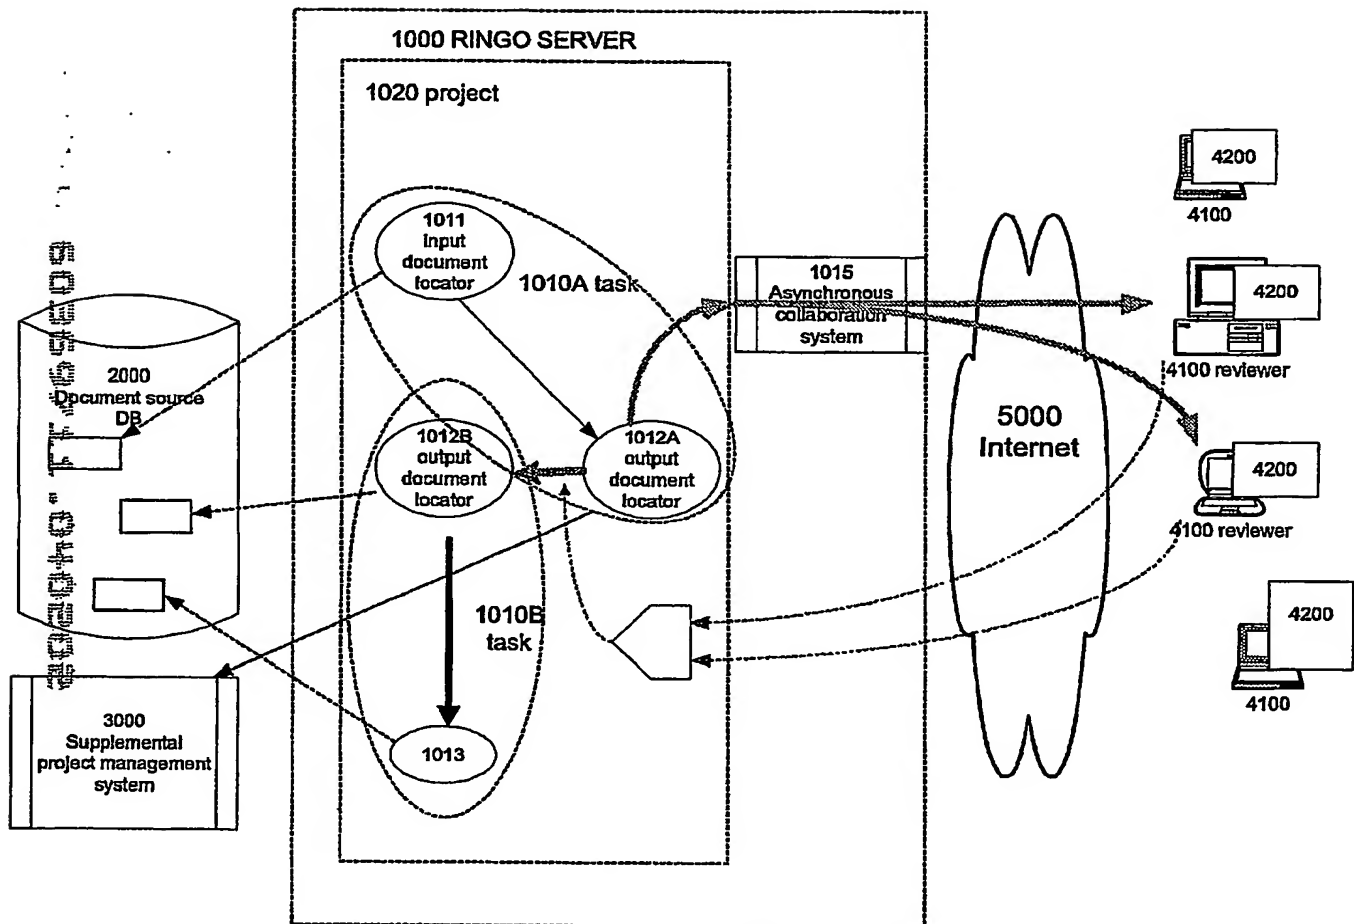 1000 RINGO SERVER
1020 project
1011
Input
document
locator
1010A task
1015
Asynchronous
collaboration
system
4200
4100
4200
4100 reviewer
2000
Document source
DB
1012B
output
document
locator
1012A
output
document
locator
5000
Internet
4200
4100 reviewer
1010B
task
4200
4100
3000
Supplemental
project management
system
1013